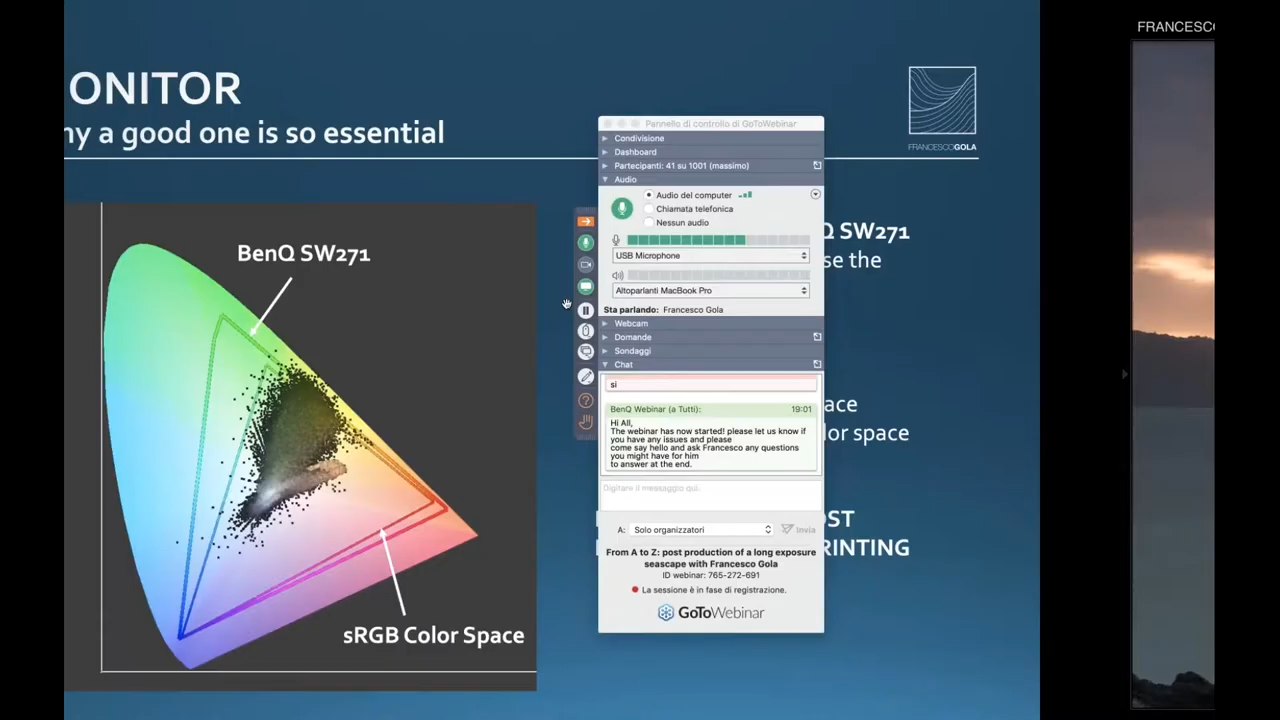 FRANCESCO
ONITOR
hy a good one is so essential
FRANCESCOGOLA
BenQ SW271
sRGB Color Space
Q SW271
se the
ace
lor space
OST
RINTING
Pennello di controllo di GoToWebinar
Condivisione
Dashboard
Partecipanti: 41 su 1001 (massimo)
Audio
Audio del computer
Chiamata telefonica
Nessun audio
USB Microphone
Altoparlanti MacBook Pro
Sta parlando: Francesco Gola
Webcam
Domande
Sondaggi
Chat
si
BenQ Webinar (a Tutti): 19:01
Hi All,
The webinar has now started! please let us know if
you have any issues and please
come say hello and ask Francesco any questions
you might have for him
to answer at the end.
Digitare il messaggio qui.
A: Solo organizzatori Invia
From A to Z: post production of a long exposure
seascape with Francesco Gola
ID webinar: 765-272-691
La sessione è in fase di registrazione.
GoToWebinar